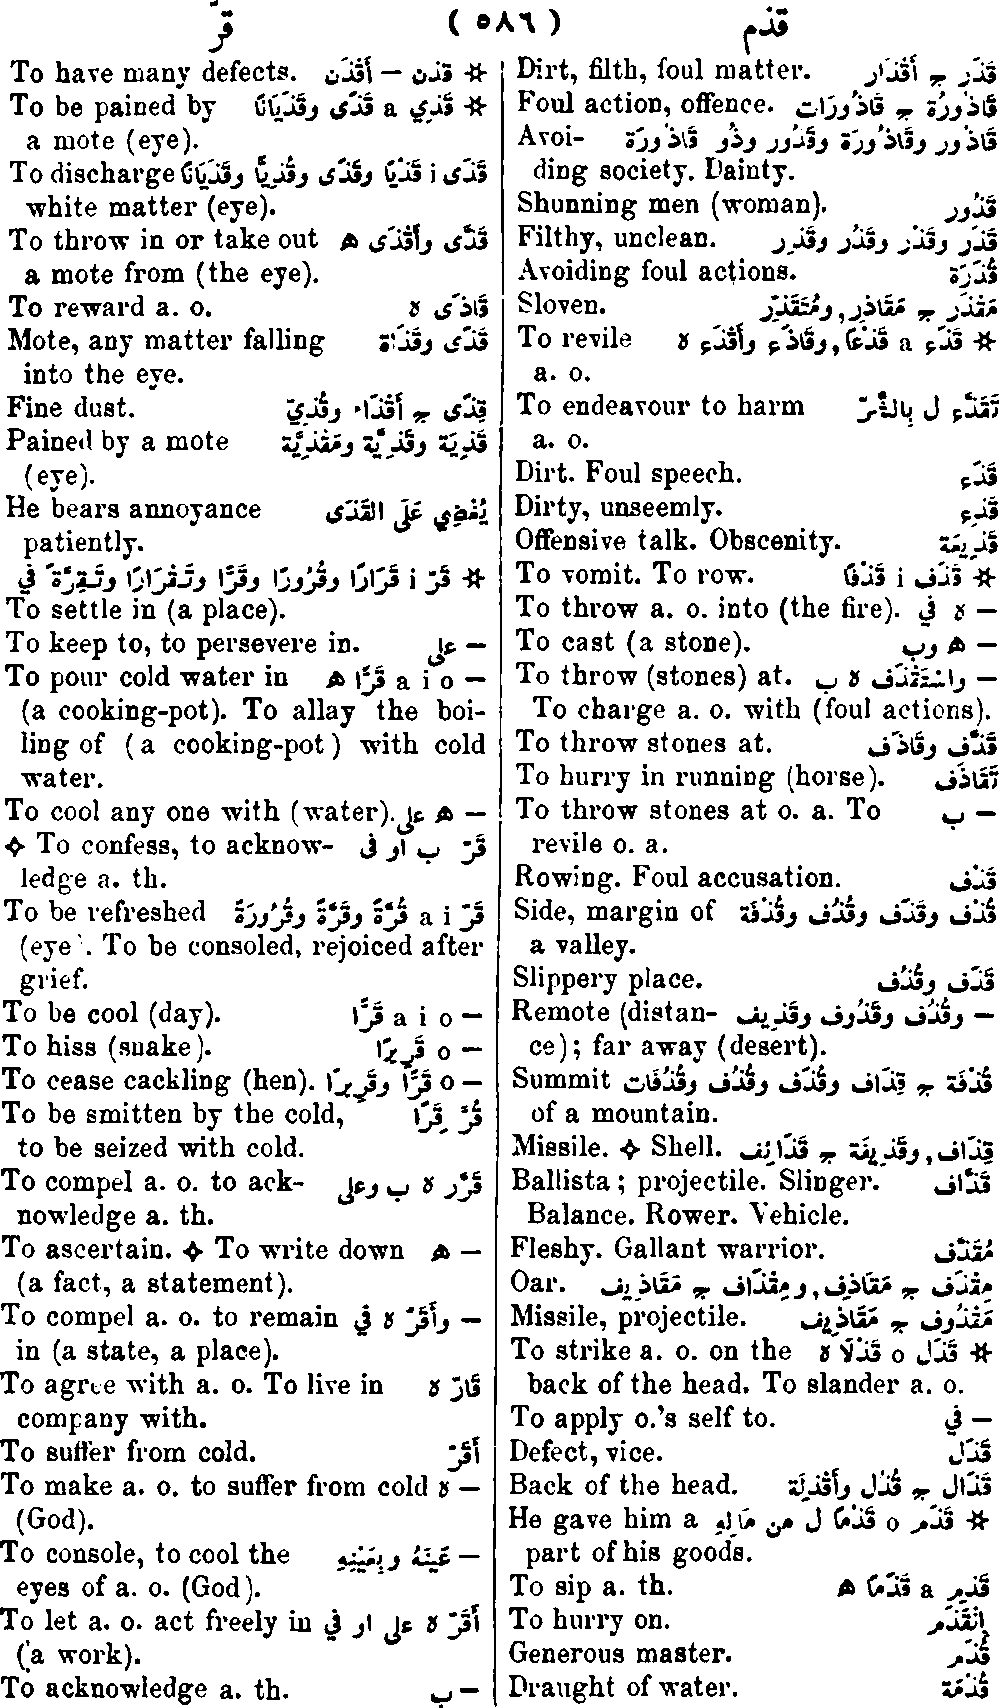 قذم ( ٥٨٦ ) قرّ
Dirt, filth, foul matter. قَذَر ج أَقْذَار
Foul action, offence. قَاذُورَة ج قَاذُورَات
Avoi- قَاذُور وقَاذُورَة وقَذُور وذُو قَاذُورَة
ding society. Dainty.
Shunning men (woman). قَذُور
Filthy, unclean. قَذَر وقَذْر وقَذُر وقَذِر
Avoiding foul actions. قُذَرَة
Sloven. مَقْذَر ج مَقَاذِر, ومُتَقَذِّر
To revile ✲ قَذَع a قَذْعًا, وقَاذَع وأَقْذَع ه
a. o.
To endeavour to harm تَقَذَّع ل بِالشَّرّ
a. o.
Dirt. Foul speech. قَذَع
Dirty, unseemly. قَذِع
Offensive talk. Obscenity. قَذِيعَة
To vomit. To row. ✲ قَذَف i قَذْفًا
To throw a. o. into (the fire). – ه في
To cast (a stone). – ه وب
To throw (stones) at. – واسْتَقْذَف ه ب
To charge a. o. with (foul actions).
To throw stones at. قَذَّف وقَاذَف
To hurry in running (horse). تَقَاذَف
To throw stones at o. a. To – ب
revile o. a.
Rowing. Foul accusation. قَذْف
Side, margin of قُذْف وقَذَف وقُذُف وقُذْفَة
a valley.
Slippery place. قَذَف وقُذُف
Remote (distan- – وقُذُف وقَذُوف وقَذِيف
ce); far away (desert).
Summit قُذْفَة ج قِذَاف وقُذَف وقُذُف وقُذُفَات
of a mountain.
Missile. ✧ Shell. قِذَاف, وقَذِيفَة ج قَذَائِف
Ballista; projectile. Slinger. قَذَّاف
Balance. Rower. Vehicle.
Fleshy. Gallant warrior. مُقَذَّف
Oar. مِقْذَف ج مَقَاذِف, ومِقْذَاف ج مَقَاذِيف
Missile, projectile. مَقْذُوف ج مَقَاذِيف
To strike a. o. on the ✲ قَذَل o قَذْلًا ه
back of the head. To slander a. o.
To apply o.'s self to. – في
Defect, vice. قَذَل
Back of the head. قَذَال ج قُذُل وأَقْذِلَة
He gave him a ✲ قَذَم o قَذْمًا ل من مَالِهِ
part of his goods.
To sip a. th. قَذِم a قَذَمًا ه
To hurry on. اِنْقَذَم
Generous master. قُذَم
Draught of water. قُذْمَة
To have many defects. ✲ قذن – أَقْذَن
To be pained by ✲ قَذِي a قَذًى وقَذَيَانًا
a mote (eye).
To discharge قَذَى i قَذْيًا وقَذًى وقُذِيًّا وقَذَيَانًا
white matter (eye).
To throw in or take out قَذَّى وأَقْذَى ه
a mote from (the eye).
To reward a. o. قَاذَى ه
Mote, any matter falling قَذًى وقَذَاة
into the eye.
Fine dust. قِذًى ج أَقْذَاء وقُذِيّ
Pained by a mote قَذِيَة وقَذِيَّة ومَقْذِيَّة
(eye).
He bears annoyance يُغْضِي عَلَى القَذَى
patiently.
✲ قَرّ i قَرَارًا وقُرُورًا وقَرًّا وتَقْرَارًا وتَقِرَّةً في
To settle in (a place).
To keep to, to persevere in. – على
To pour cold water in – a i o قَرًّا ه
(a cooking-pot). To allay the boi-
ling of (a cooking-pot) with cold
water.
To cool any one with (water). – ه على
✧ To confess, to acknow- قَرّ ب او في
ledge a. th.
To be refreshed قَرّ a i قُرَّةً وقَرَّةً وقُرُورَةً
(eye). To be consoled, rejoiced after
grief.
To be cool (day). – a i o قَرًّا
To hiss (snake). – o قَرِيرًا
To cease cackling (hen). – o قَرًّا وقَرِيرًا
To be smitten by the cold, قُرَّ قِرًّا
to be seized with cold.
To compel a. o. to ack- قَرَّر ه ب وعلى
nowledge a. th.
To ascertain. ✧ To write down – ه
(a fact, a statement).
To compel a. o. to remain – وأَقَرّ ه في
in (a state, a place).
To agree with a. o. To live in قَارّ ه
company with.
To suffer from cold. أَقَرّ
To make a. o. to suffer from cold – ه
(God).
To console, to cool the – عَيْنَهُ وبِعَيْنِهِ
eyes of a. o. (God).
To let a. o. act freely in أَقَرّ ه على او في
(a work).
To acknowledge a. th. – ب